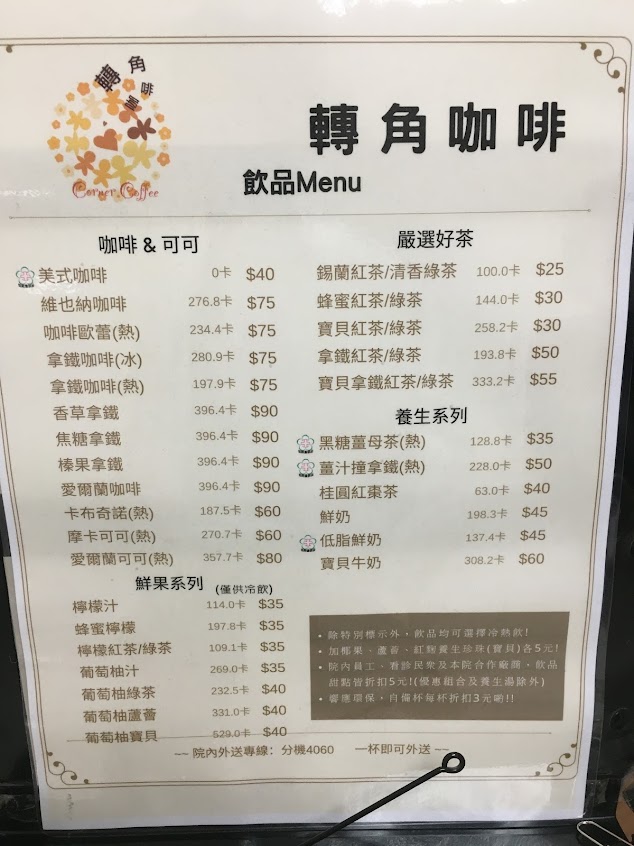 轉角咖啡屋
Corner Coffee
轉角咖啡
飲品Menu
咖啡 & 可可
美式咖啡 0卡 $40
維也納咖啡 276.8卡 $75
咖啡歐蕾(熱) 234.4卡 $75
拿鐵咖啡(冰) 280.9卡 $75
拿鐵咖啡(熱) 197.9卡 $75
香草拿鐵 396.4卡 $90
焦糖拿鐵 396.4卡 $90
榛果拿鐵 396.4卡 $90
愛爾蘭咖啡 396.4卡 $90
卡布奇諾(熱) 187.5卡 $60
摩卡可可(熱) 270.7卡 $60
愛爾蘭可可(熱) 357.7卡 $80
鮮果系列 (僅供冷飲)
檸檬汁 114.0卡 $35
蜂蜜檸檬 197.8卡 $35
檸檬紅茶/綠茶 109.1卡 $35
葡萄柚汁 269.0卡 $35
葡萄柚綠茶 232.5卡 $40
葡萄柚蘆薈 331.0卡 $40
葡萄柚寶貝 529.0卡 $40
嚴選好茶
錫蘭紅茶/清香綠茶 100.0卡 $25
蜂蜜紅茶/綠茶 144.0卡 $30
寶貝紅茶/綠茶 258.2卡 $30
拿鐵紅茶/綠茶 193.8卡 $50
寶貝拿鐵紅茶/綠茶 333.2卡 $55
養生系列
黑糖薑母茶(熱) 128.8卡 $35
薑汁撞拿鐵(熱) 228.0卡 $50
桂圓紅棗茶 63.0卡 $40
鮮奶 198.3卡 $45
低脂鮮奶 137.4卡 $45
寶貝牛奶 308.2卡 $60
• 除特別標示外，飲品均可選擇冷熱飲!
• 加椰果、蘆薈、紅麴養生珍珠(寶貝)各5元!
• 院內員工、看診民眾及本院合作廠商，飲品
甜點皆折扣5元!(優惠組合及養生湯除外)
• 響應環保，自備杯每杯折扣3元喲!!
~~ 院內外送專線：分機4060 一杯即可外送 ~~